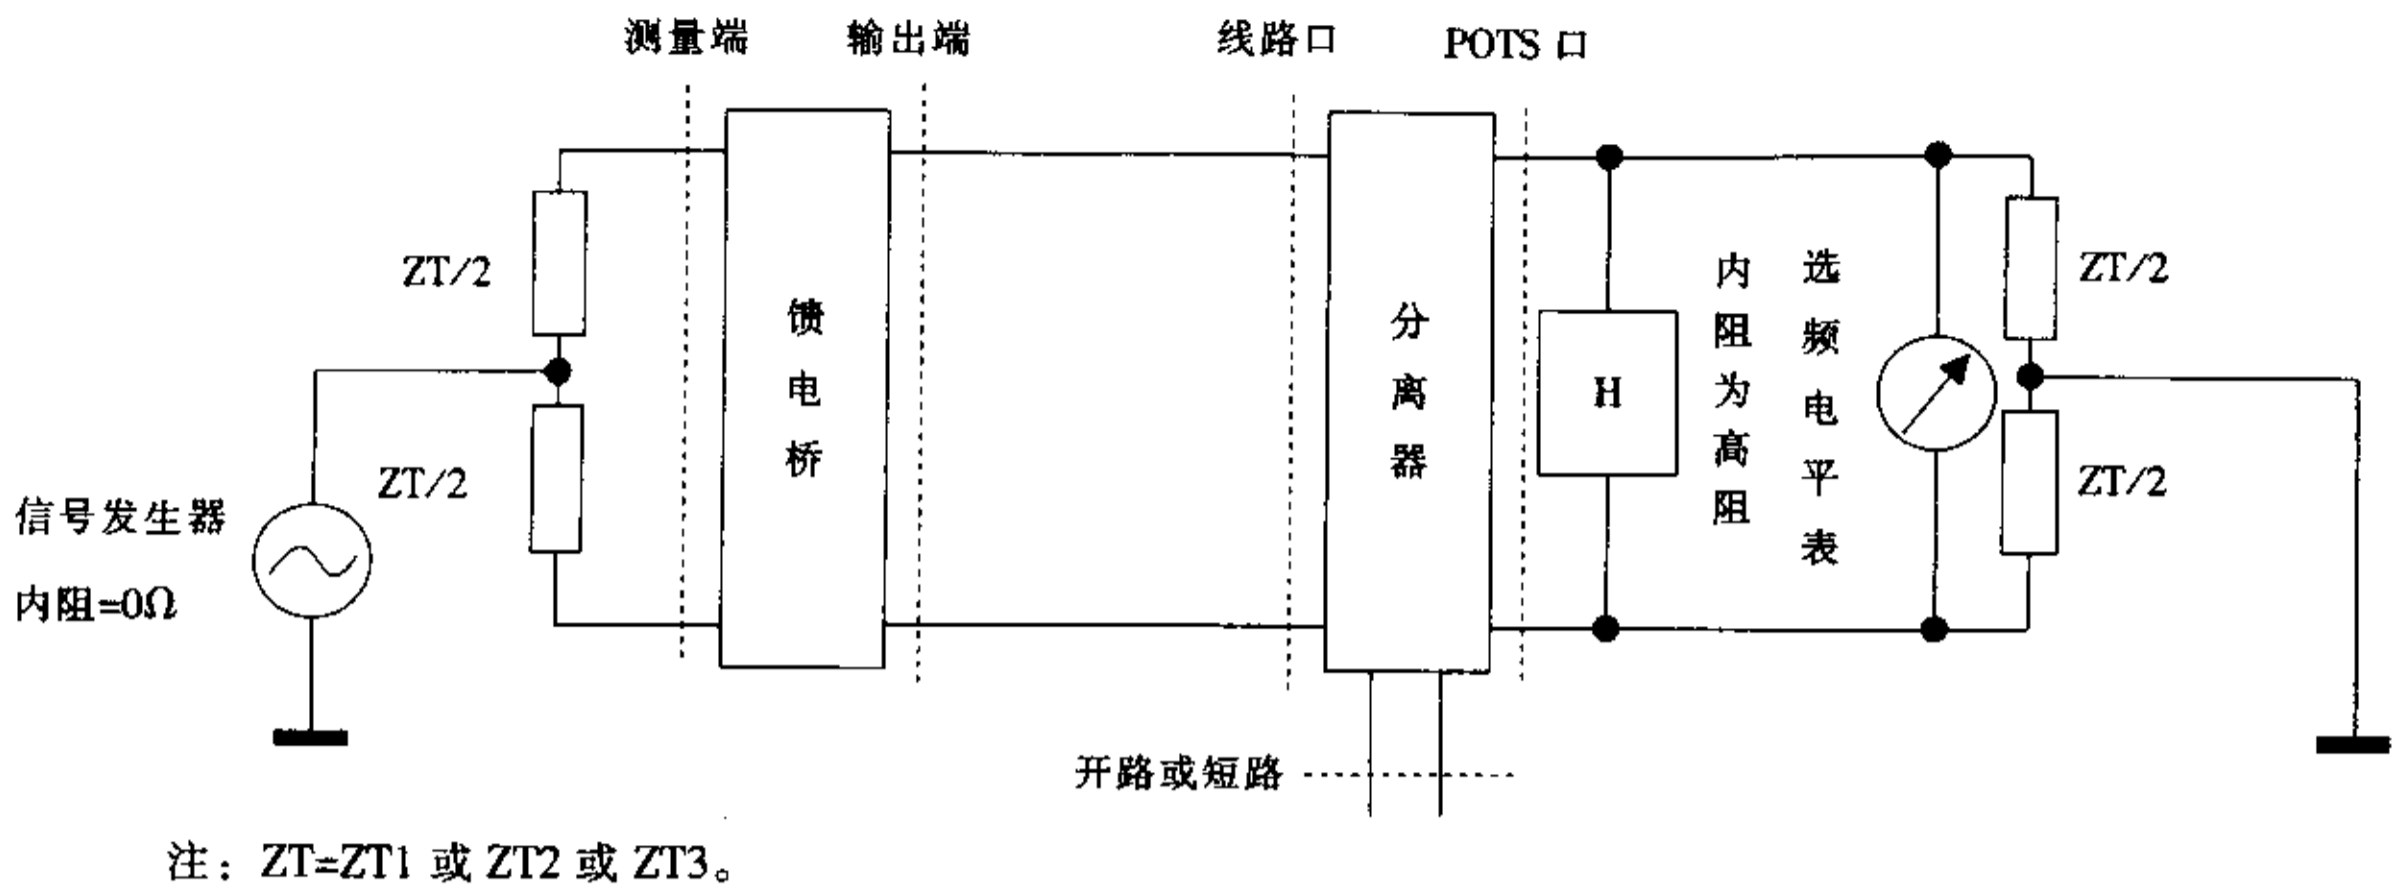 测量端
输出端
线路口
POTS 口
ZT/2
ZT/2
信号发生器
内阻=0Ω
馈电桥
分离器
H
内阻为高阻
选频电平表
ZT/2
ZT/2
开路或短路
注：ZT=ZT1 或 ZT2 或 ZT3。